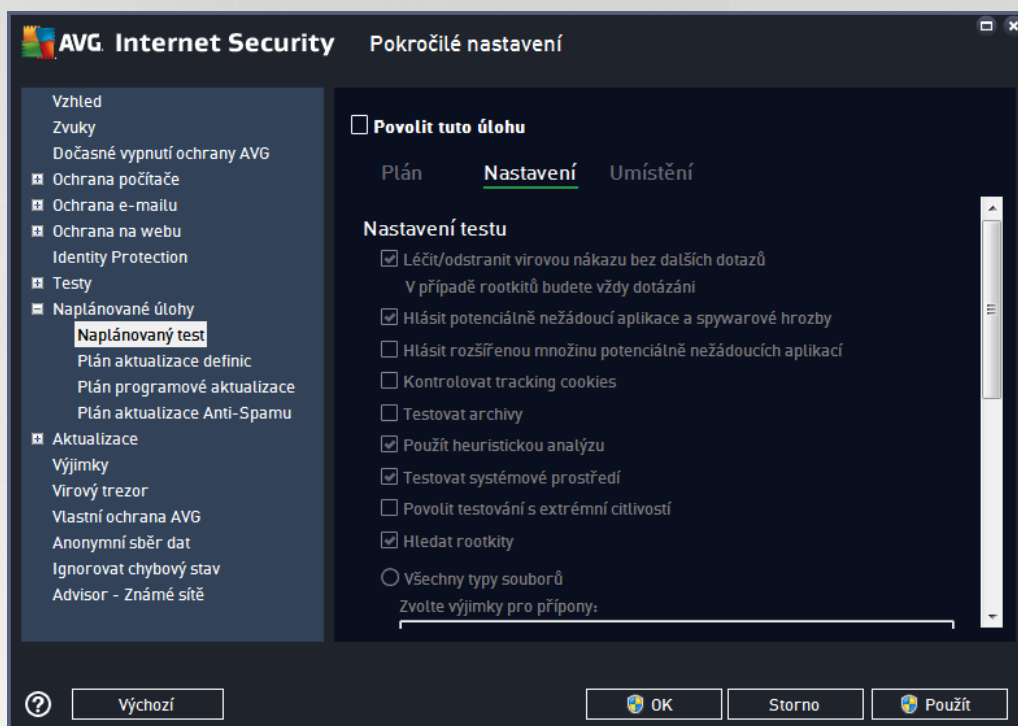 AVG. Internet Security Pokročilé nastavení
Vzhled
Zvuky
Dočasné vypnutí ochrany AVG
Ochrana počítače
Ochrana e-mailu
Ochrana na webu
Identity Protection
Testy
Naplánované úlohy
Naplánovaný test
Plán aktualizace definic
Plán programové aktualizace
Plán aktualizace Anti-Spamu
Aktualizace
Výjimky
Virový trezor
Vlastní ochrana AVG
Anonymní sběr dat
Ignorovat chybový stav
Advisor - Známé sítě
Povolit tuto úlohu
Plán Nastavení Umístění
Nastavení testu
Léčit/odstranit virovou nákazu bez dalších dotazů
V případě rootkitů budete vždy dotázáni
Hlásit potenciálně nežádoucí aplikace a spywarové hrozby
Hlásit rozšířenou množinu potenciálně nežádoucích aplikací
Kontrolovat tracking cookies
Testovat archivy
Použít heuristickou analýzu
Testovat systémové prostředí
Povolit testování s extrémní citlivostí
Hledat rootkity
Všechny typy souborů
Zvolte výjimky pro přípony:
? Výchozí OK Storno Použít